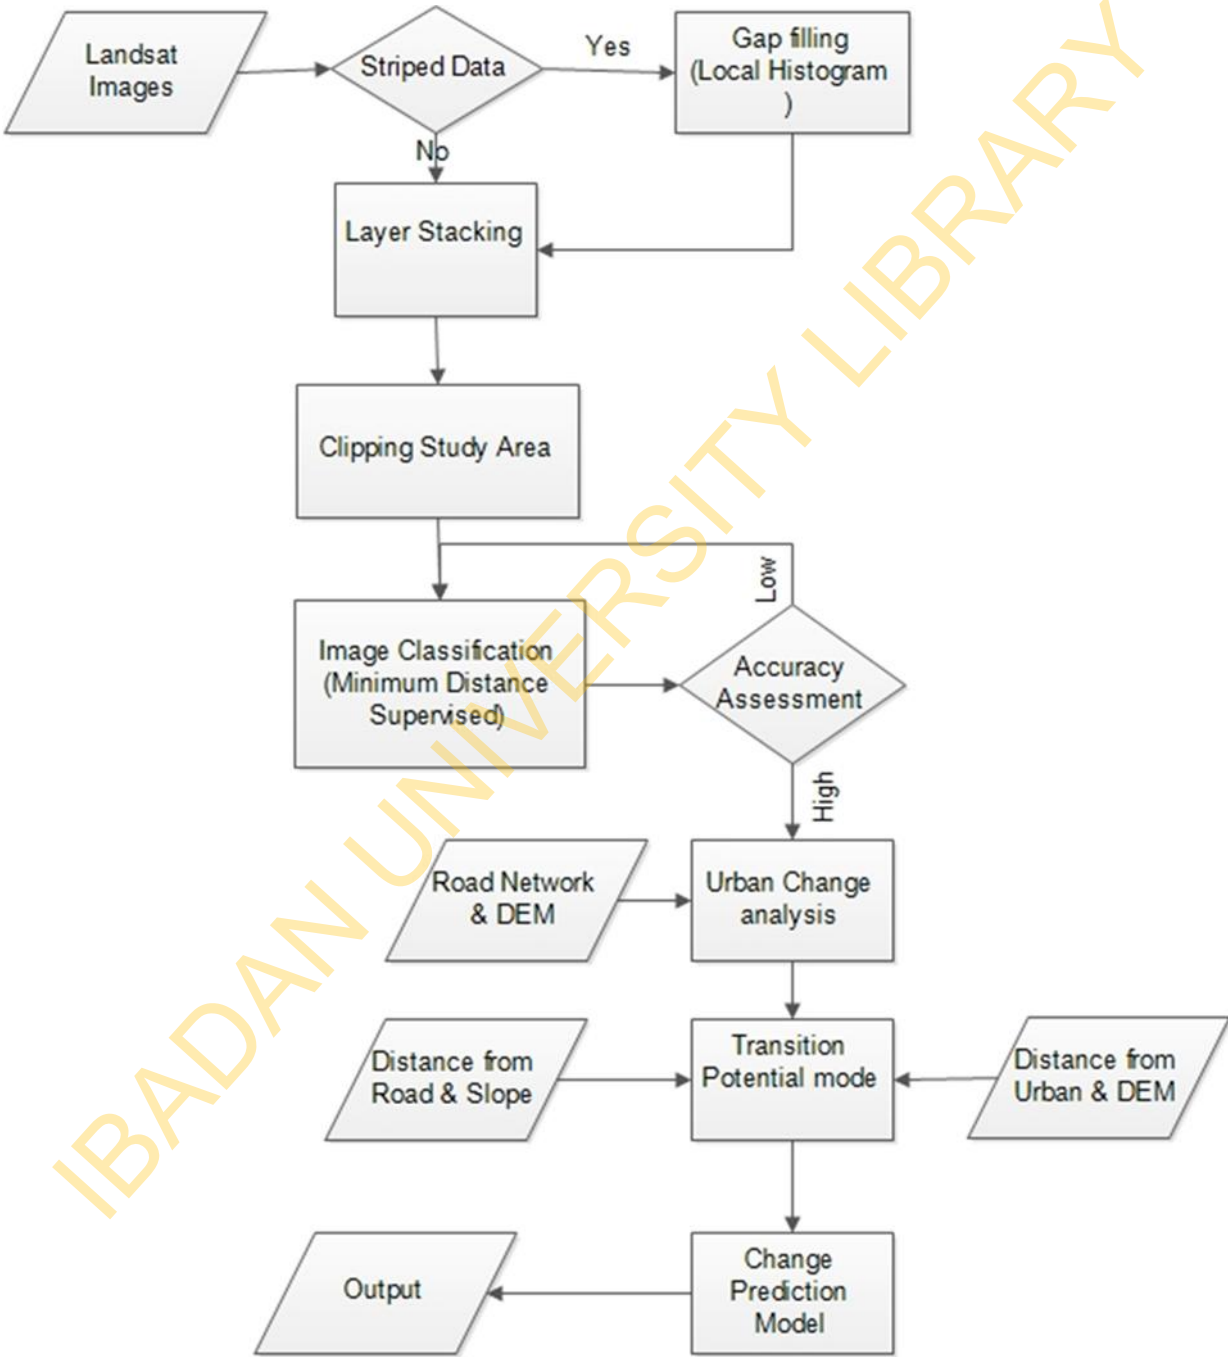 Landsat
Images
Striped Data
Yes
Gap filling
(Local Histogram
)
No
Layer Stacking
Clipping Study Area
Low
Image Classification
(Minimum Distance
Supervised)
Accuracy
Assessment
High
Road Network
& DEM
Urban Change
analysis
Distance from
Road & Slope
Transition
Potential mode
Distance from
Urban & DEM
Output
Change
Prediction
Model
IBADAN UNIVERSITY LIBRARY